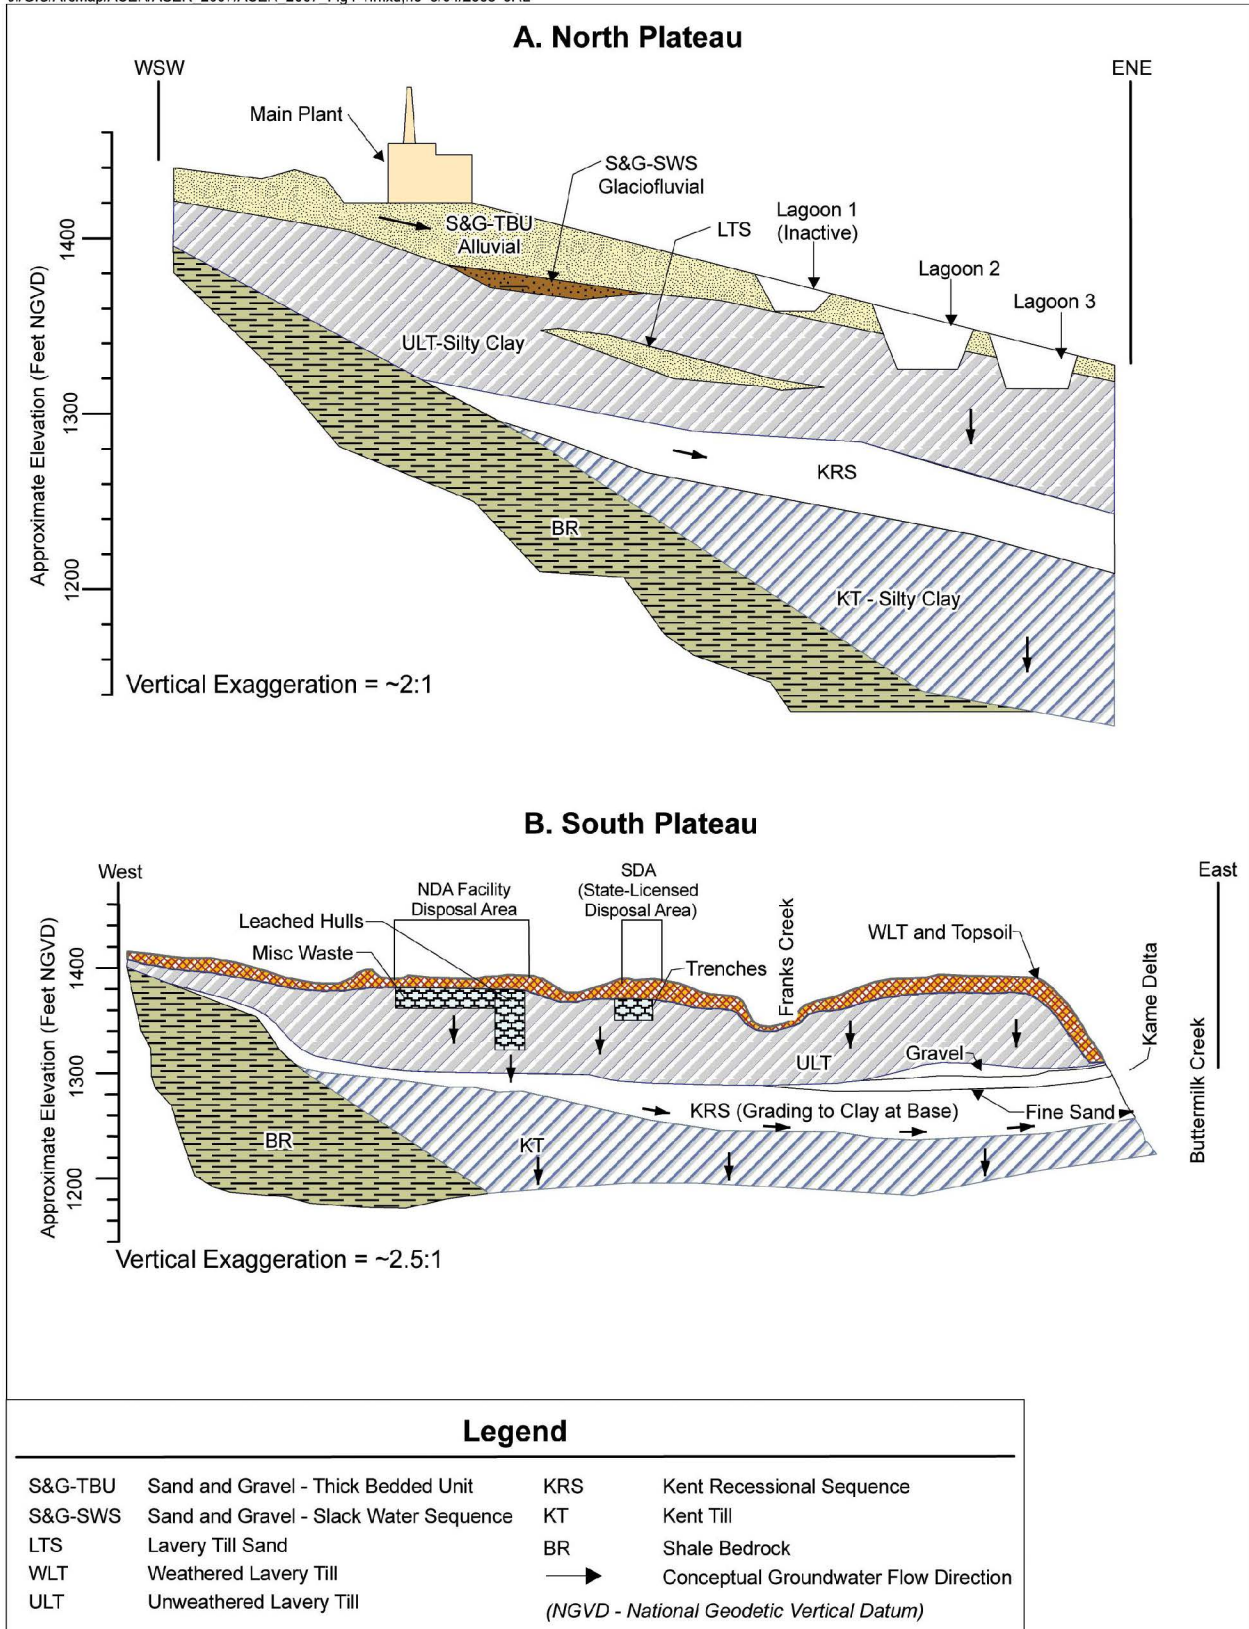 A. North Plateau
WSW
ENE
Main Plant
S&G-SWS
Glaciofluvial
S&G-TBU
Alluvial
LTS
Lagoon 1
(Inactive)
Lagoon 2
Lagoon 3
Approximate Elevation (Feet NGVD)
1400
1300
1200
ULT-Silty Clay
KRS
BR
KT - Silty Clay
Vertical Exaggeration = ~2:1
B. South Plateau
West
East
NDA Facility
Disposal Area
SDA
(State-Licensed
Disposal Area)
Leached Hulls
Misc Waste
Trenches
Franks Creek
WLT and Topsoil
Kame Delta
Buttermilk Creek
Approximate Elevation (Feet NGVD)
1400
1300
1200
ULT
Gravel
KRS (Grading to Clay at Base)
Fine Sand
BR
KT
Vertical Exaggeration = ~2.5:1
Legend
S&G-TBU Sand and Gravel - Thick Bedded Unit
S&G-SWS Sand and Gravel - Slack Water Sequence
LTS Lavery Till Sand
WLT Weathered Lavery Till
ULT Unweathered Lavery Till
KRS Kent Recessional Sequence
KT Kent Till
BR Shale Bedrock
Conceptual Groundwater Flow Direction
(NGVD - National Geodetic Vertical Datum)